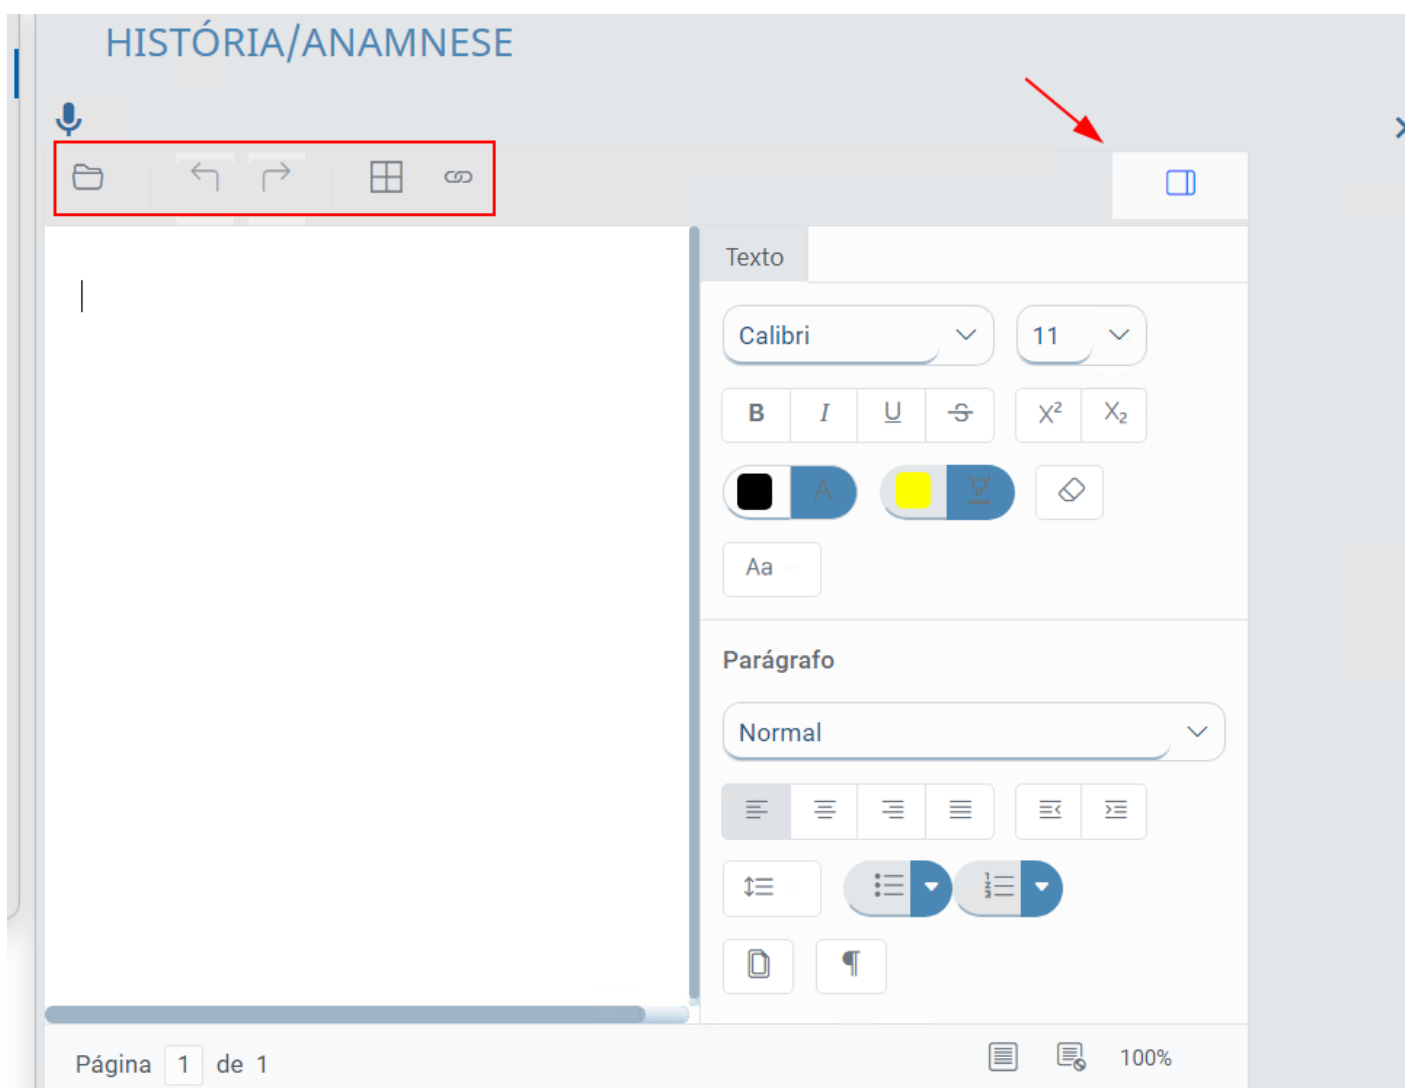 HISTÓRIA/ANAMNESE
Texto
Calibri 11
B I U S X² X₂
A
Aa
Parágrafo
Normal
Página 1 de 1 100%